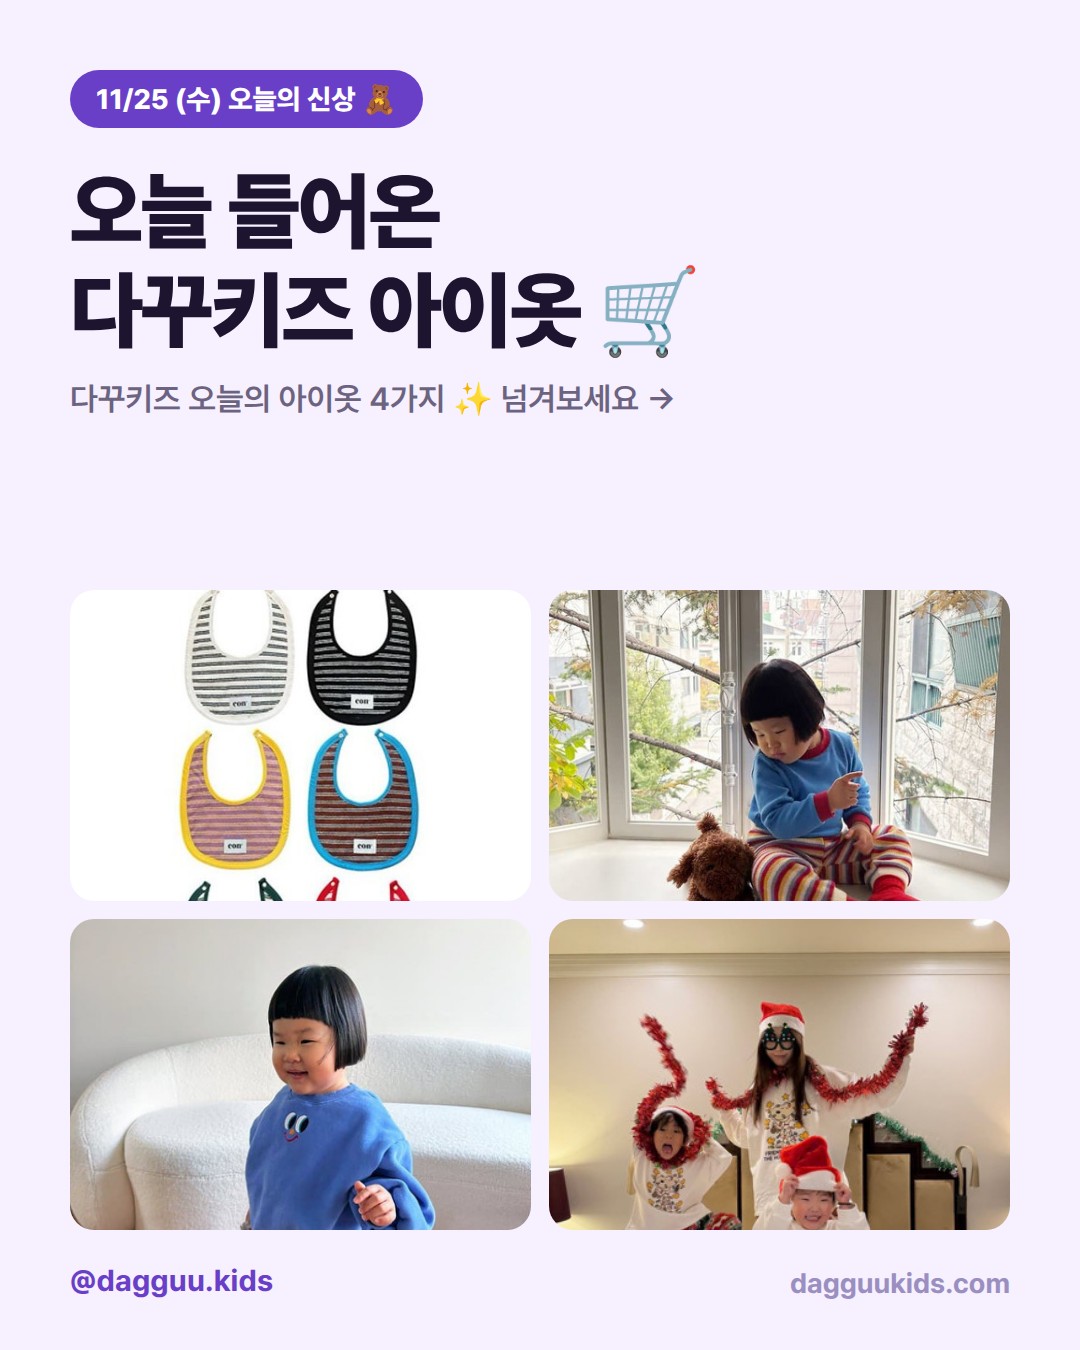 11/25 (수) 오늘의 신상 🧸
오늘 들어온
다꾸키즈 아이옷 🛒
다꾸키즈 오늘의 아이옷 4가지 ✨ 넘겨보세요 →
@dagguu.kids
dagguukids.com